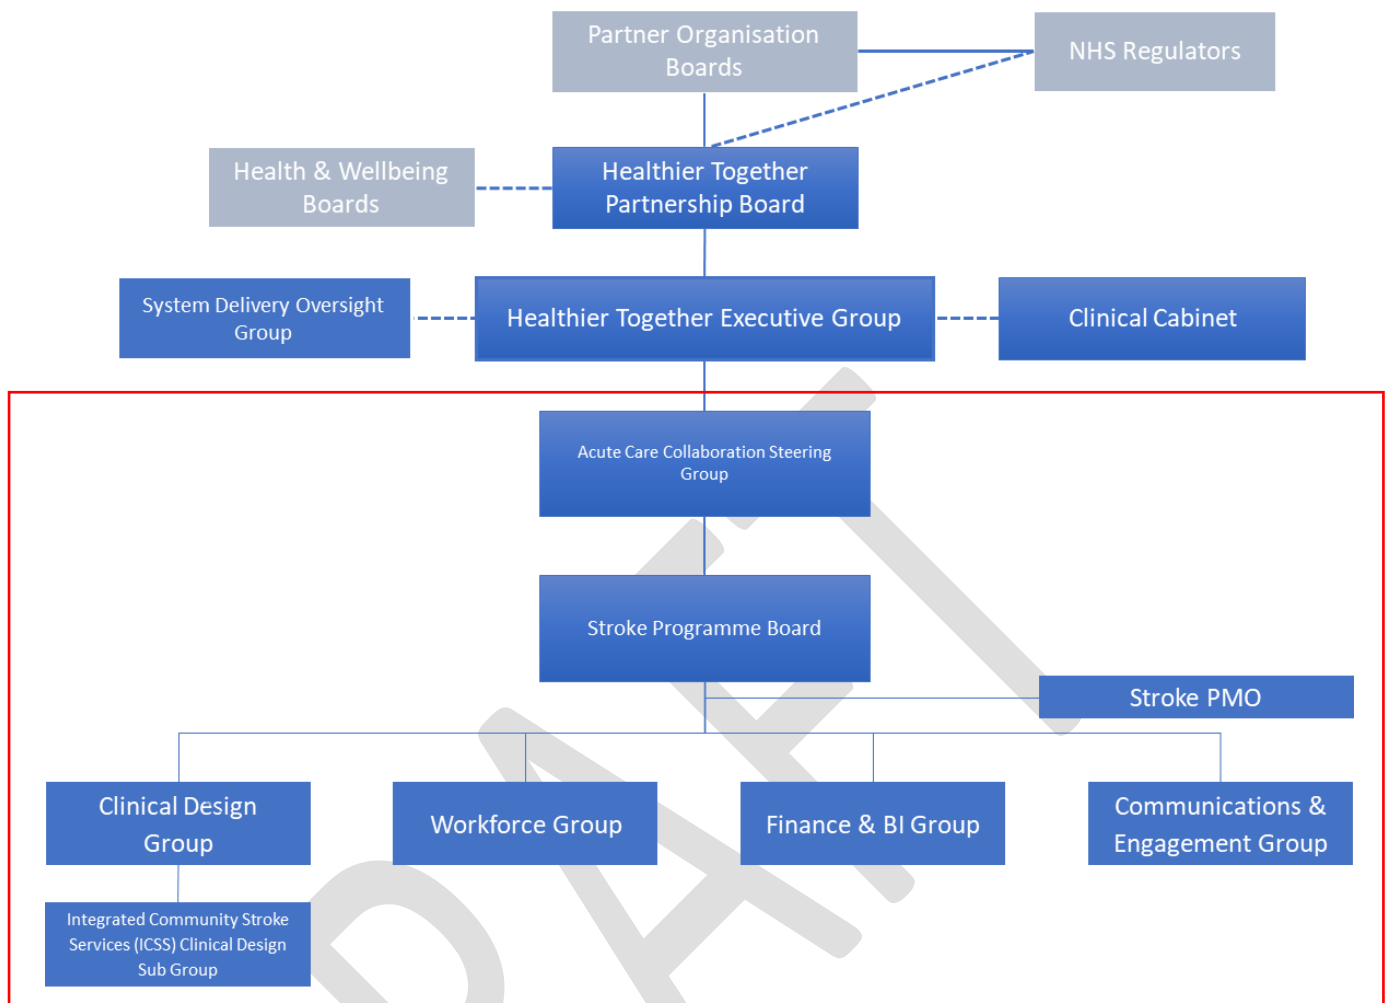 Partner Organisation
Boards
NHS Regulators
Health & Wellbeing
Boards
Healthier Together
Partnership Board
System Delivery Oversight
Group
Healthier Together Executive Group
Clinical Cabinet
Acute Care Collaboration Steering
Group
Stroke Programme Board
Stroke PMO
Clinical Design
Group
Workforce Group
Finance & BI Group
Communications &
Engagement Group
Integrated Community Stroke
Services (ICSS) Clinical Design
Sub Group
DRAFT